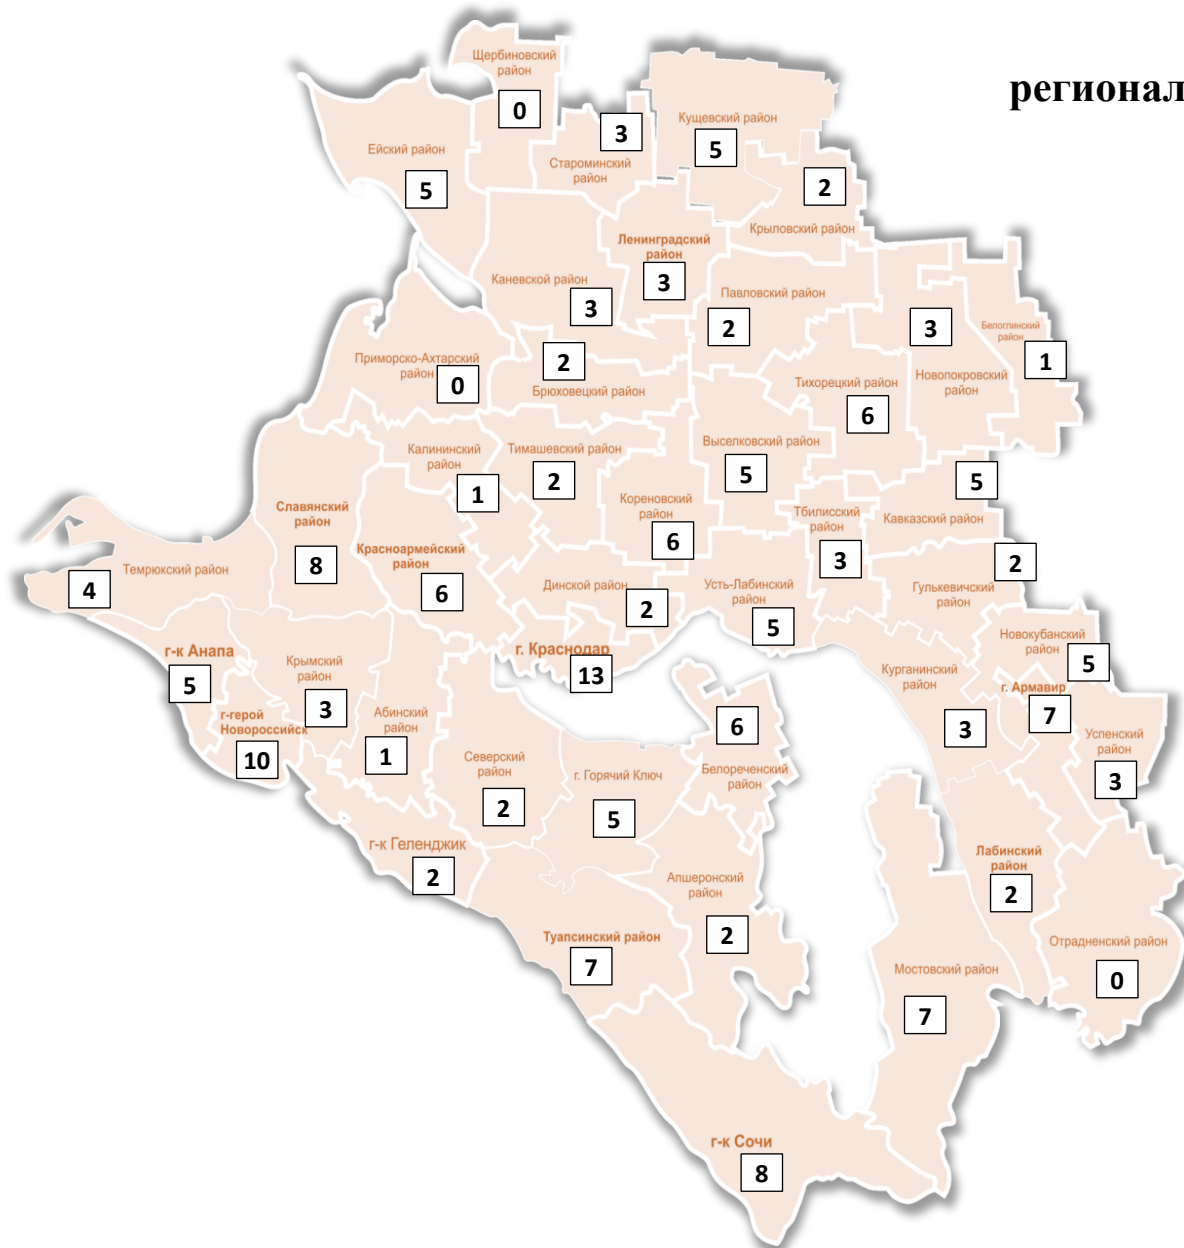 регионал
Щербиновский
район
0
3
Староминский
район
Кущевский район
5
Ейский район
5
2
Крыловский район
Ленинградский
район
3
Каневской район
3
Павловский район
2
3
Новопокровский
район
Белоглинский
район
1
Приморско-Ахтарский
район
0
2
Брюховецкий район
Тихорецкий район
6
Калининский
район
1
Тимашевский район
2
Выселковский район
5
5
Кавказский район
Славянский
район
8
Кореновский
район
6
Тбилисский
район
3
Красноармейский
район
6
Темрюкский район
4
Динской район
2
Усть-Лабинский
район
5
2
Гулькевичский
район
г-к Анапа
5
Крымский
район
3
г. Краснодар
13
Новокубанский
район
5
Курганинский
район
3
г. Армавир
7
г-герой
Новороссийск
10
Абинский
район
1
6
Белореченский
район
Успенский
район
3
Северский
район
2
г. Горячий Ключ
5
г-к Геленджик
2
Лабинский
район
2
Апшеронский
район
2
Туапсинский район
7
Отрадненский район
0
Мостовский район
7
г-к Сочи
8